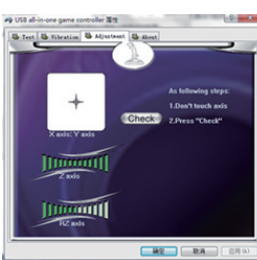 USB all-in-one game controller 属性
Test Vibration Adjustment About
As following steps:
1.Don't touch axis
Check 2.Press "Check"
X axis: Y axis
Z axis
RZ axis
确定 取消 应用(A)